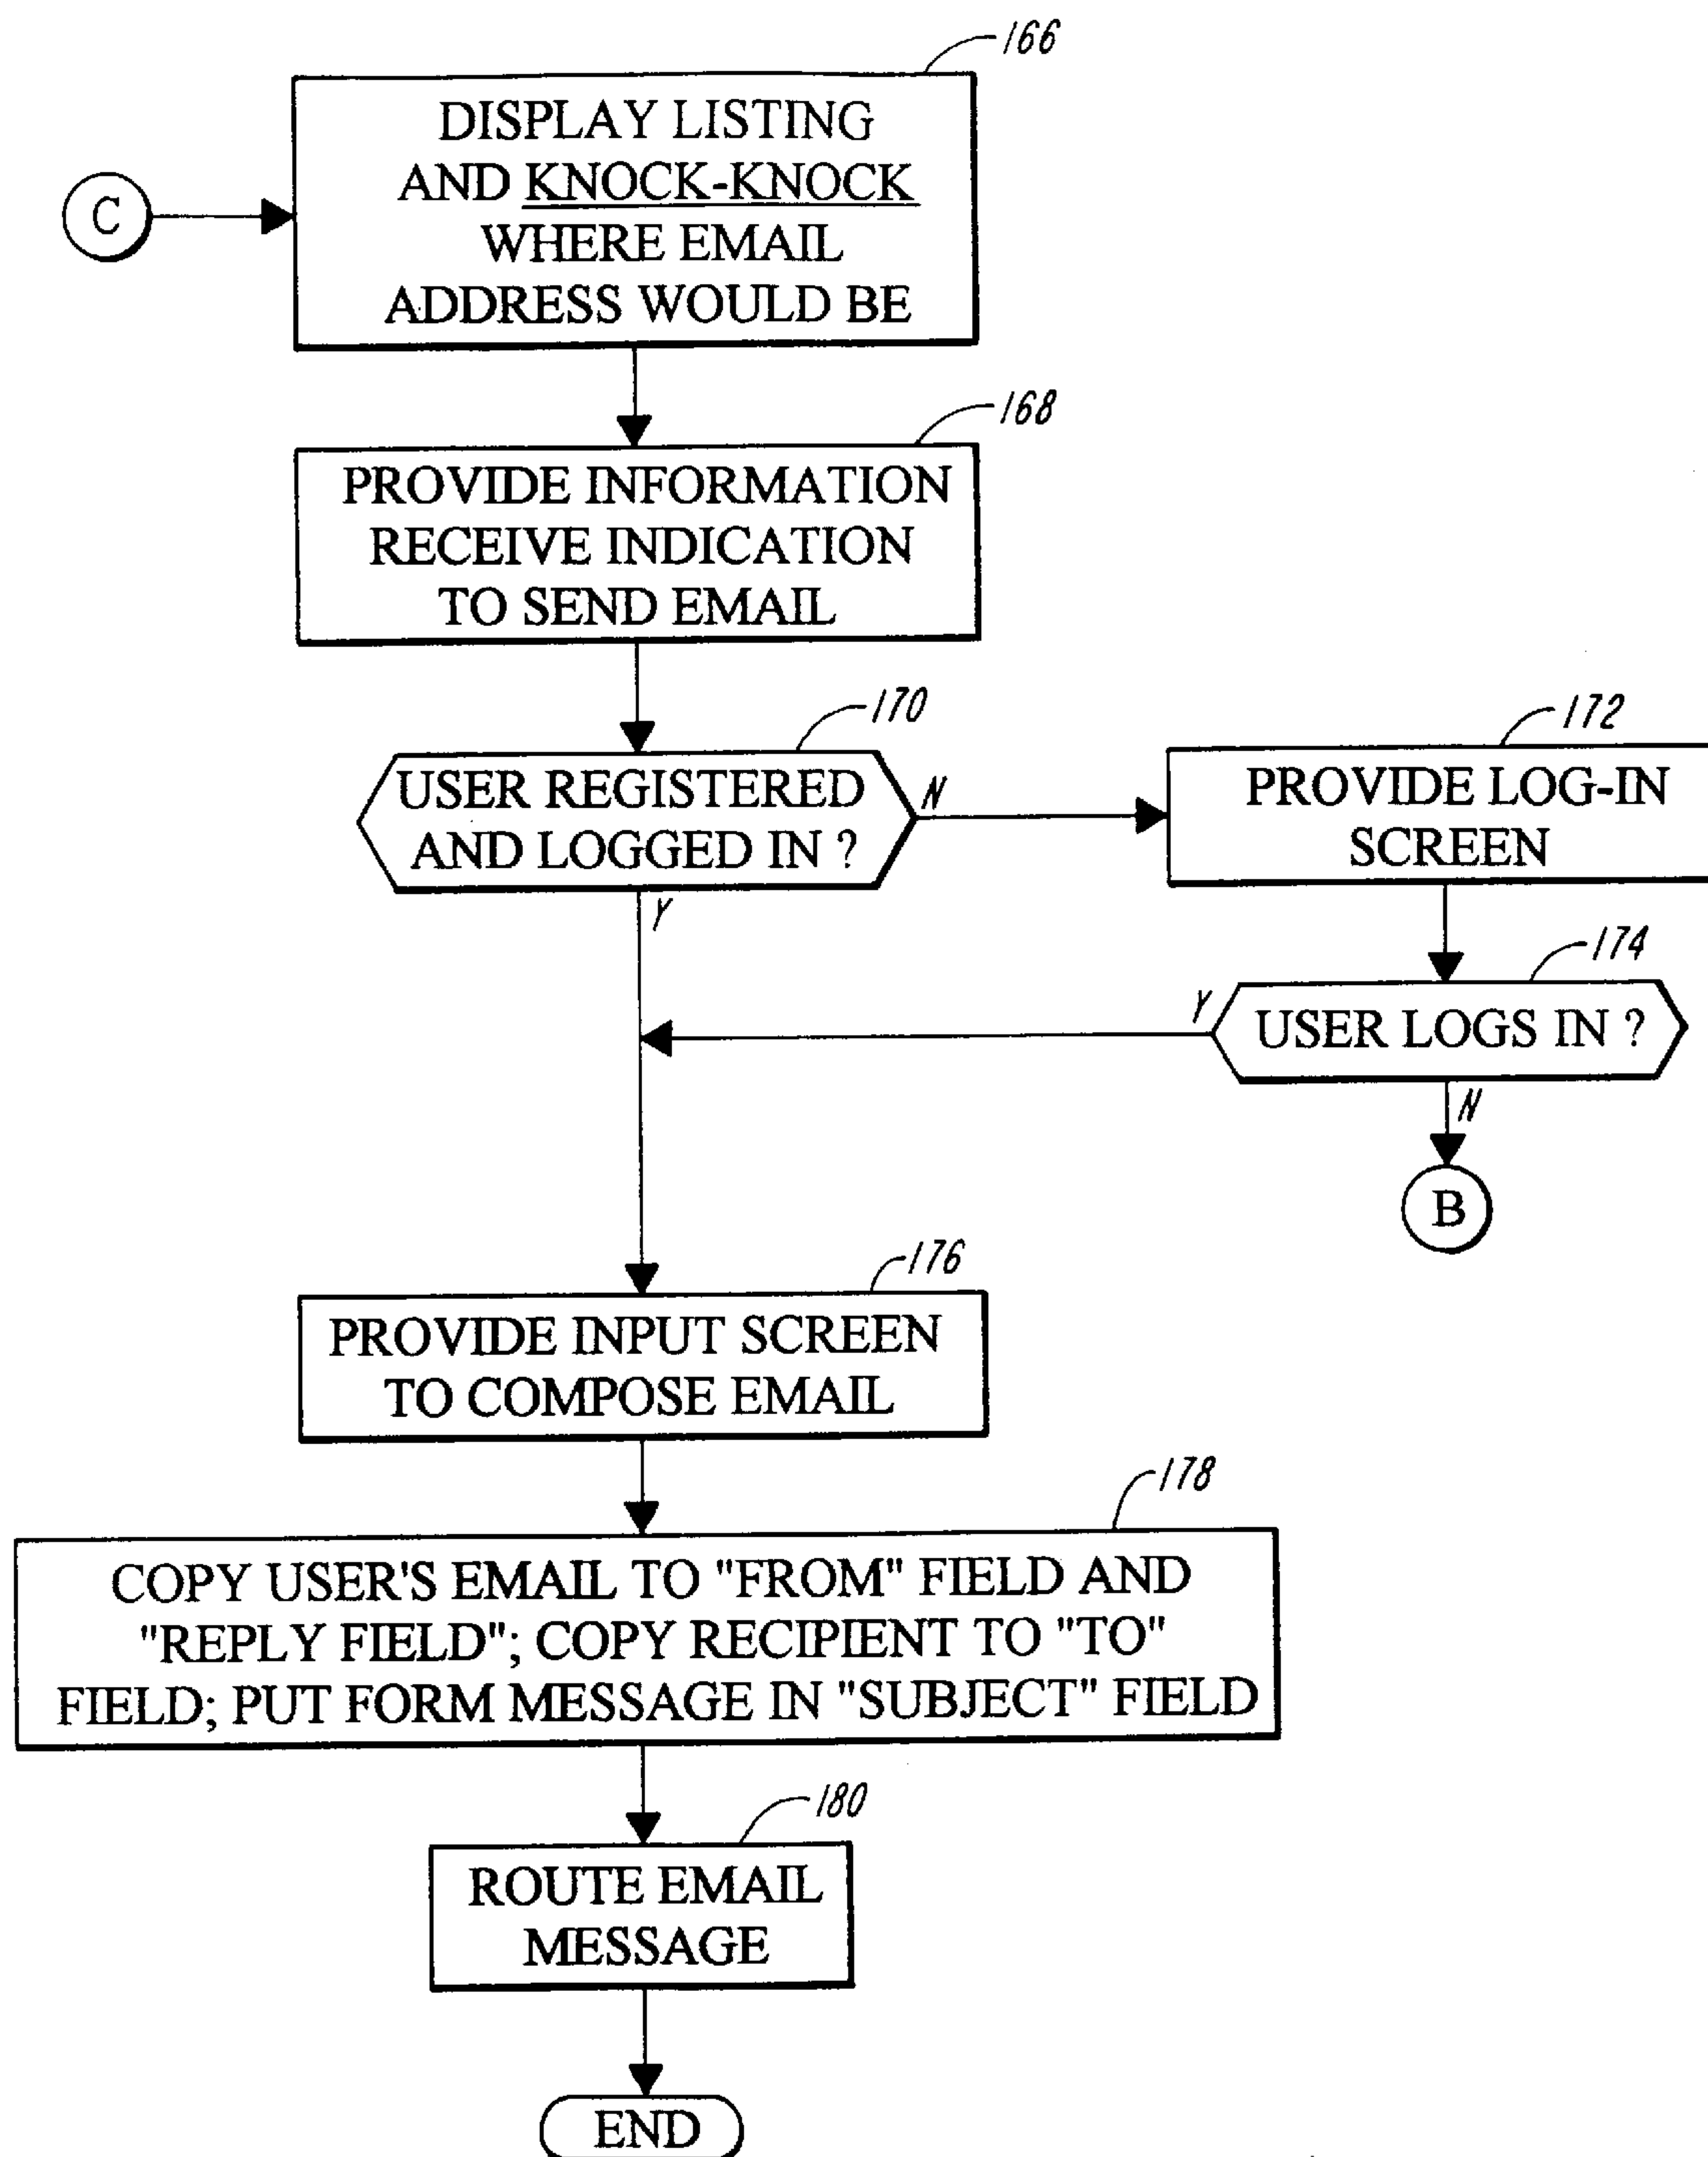 166
DISPLAY LISTING
AND KNOCK-KNOCK
WHERE EMAIL
ADDRESS WOULD BE
C
168
PROVIDE INFORMATION
RECEIVE INDICATION
TO SEND EMAIL
170
USER REGISTERED
AND LOGGED IN ?
N
Y
172
PROVIDE LOG-IN
SCREEN
174
USER LOGS IN ?
Y
N
B
176
PROVIDE INPUT SCREEN
TO COMPOSE EMAIL
178
COPY USER'S EMAIL TO "FROM" FIELD AND
"REPLY FIELD"; COPY RECIPIENT TO "TO"
FIELD; PUT FORM MESSAGE IN "SUBJECT" FIELD
180
ROUTE EMAIL
MESSAGE
END